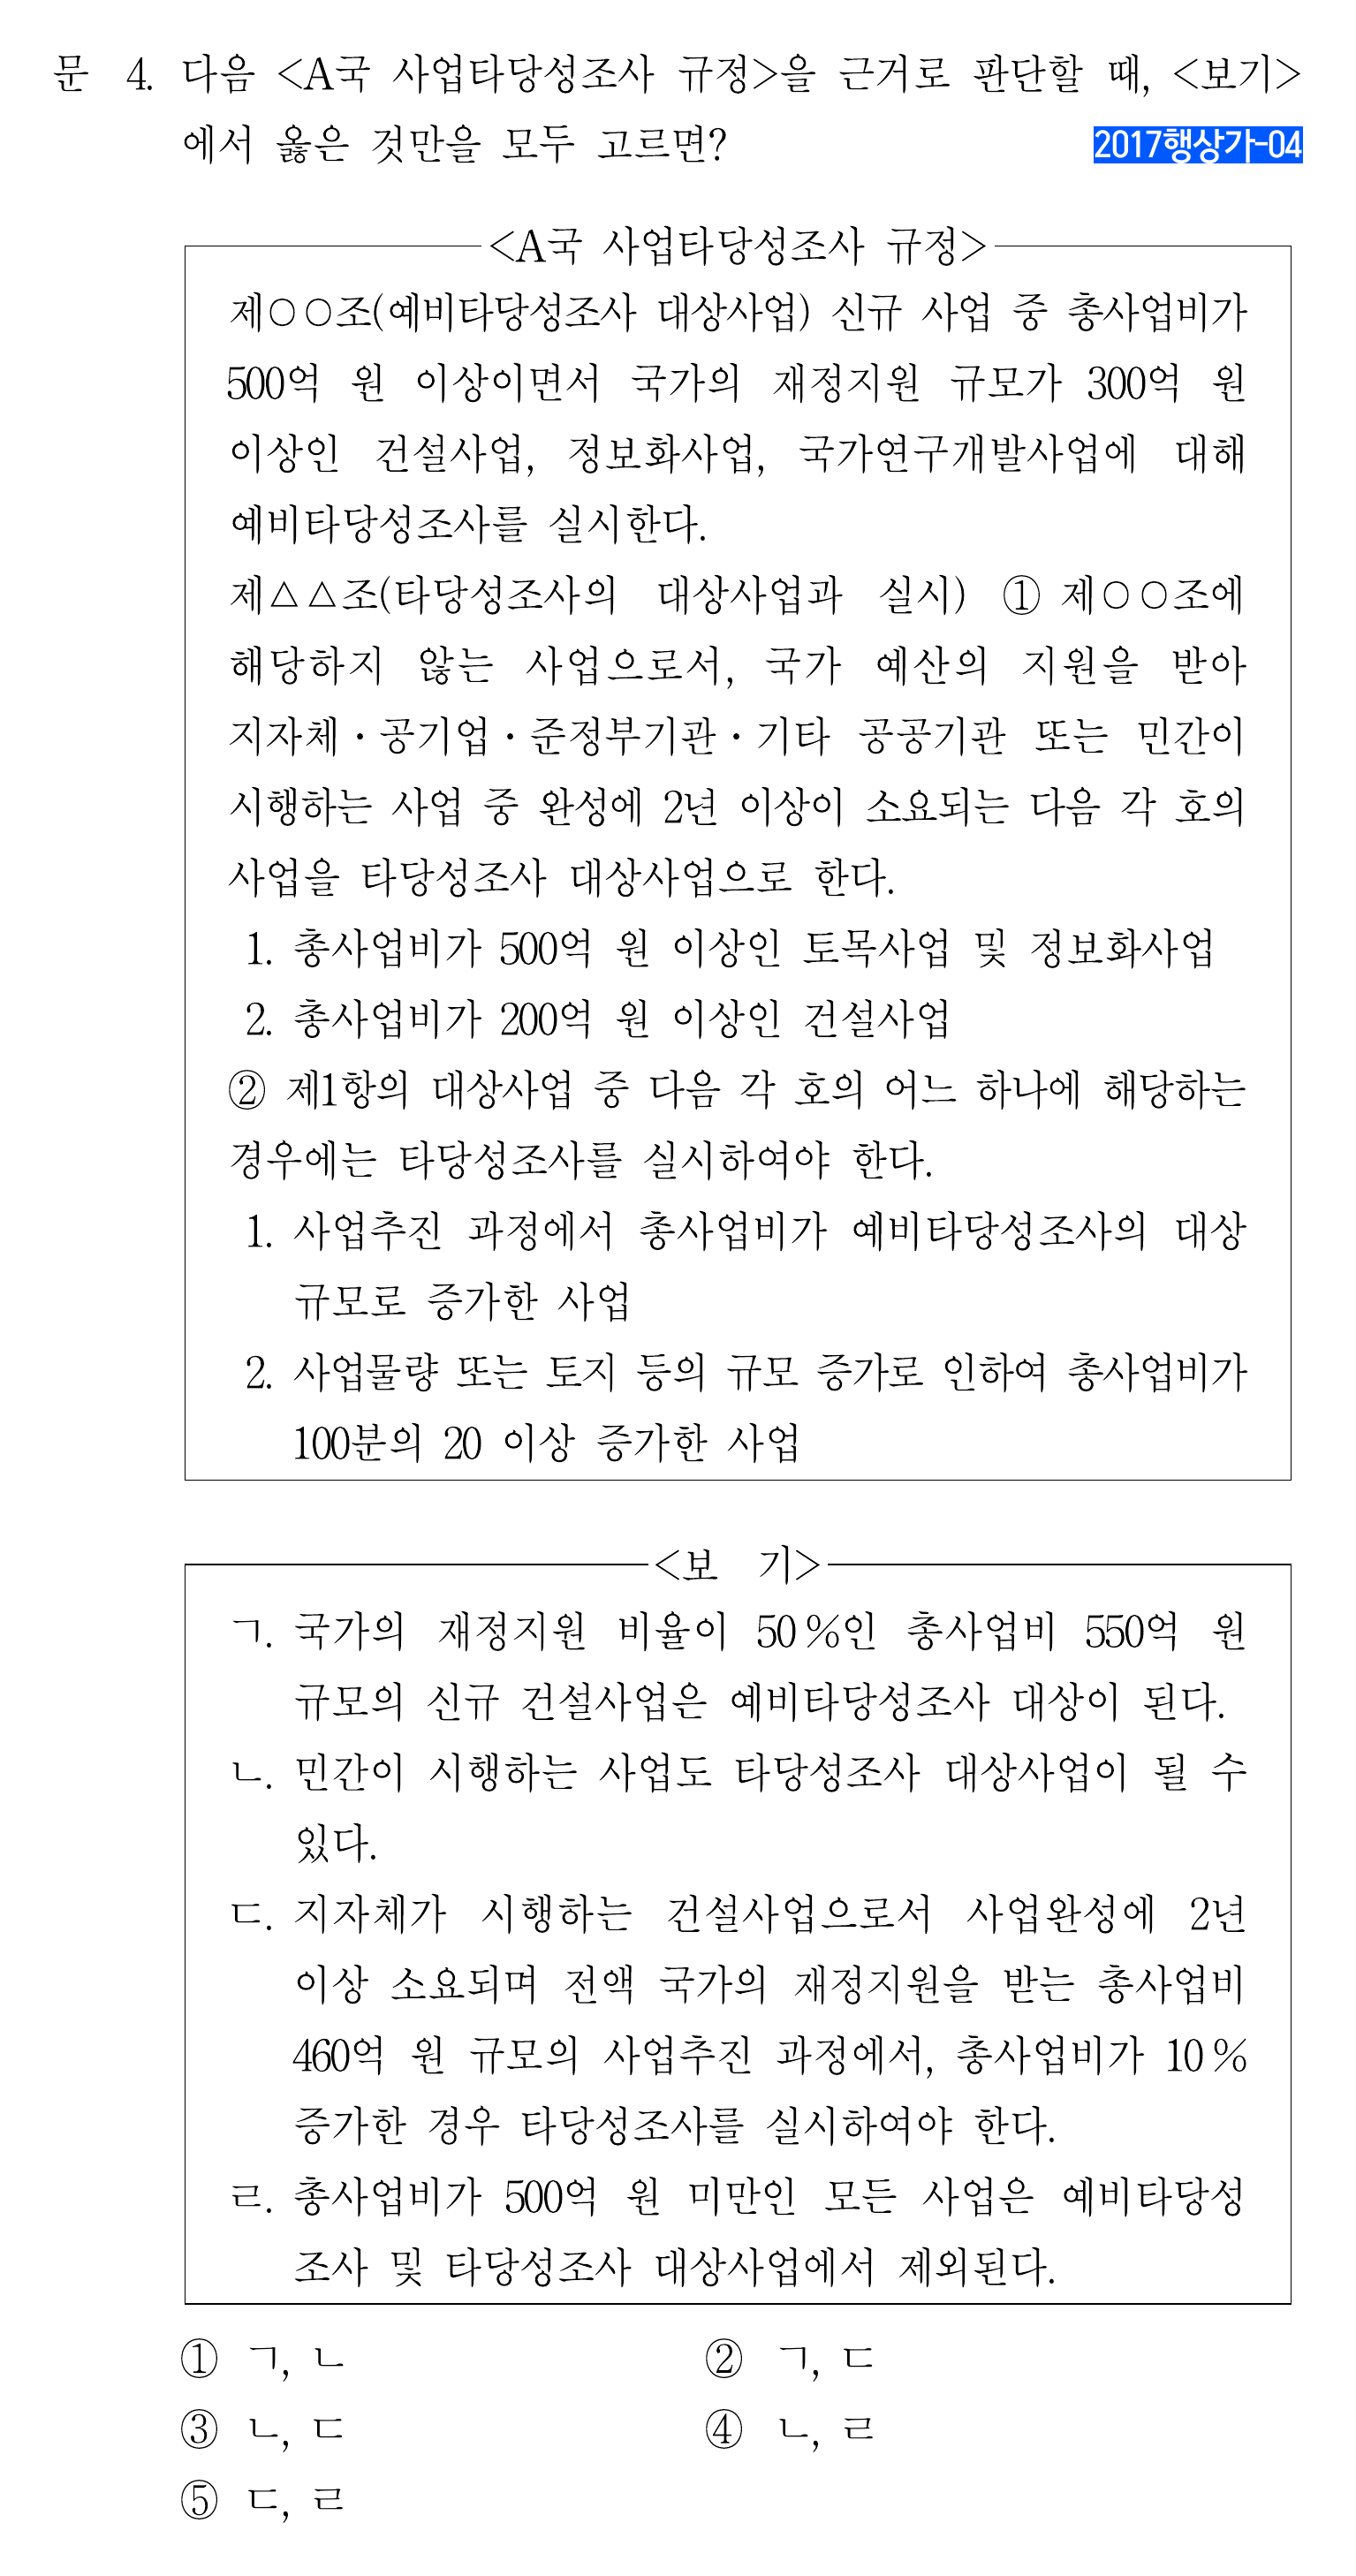 문 4. 다음 <A국 사업타당성조사 규정>을 근거로 판단할 때, <보기>
에서 옳은 것만을 모두 고르면?
2017행상가-04
<A국 사업타당성조사 규정>
제○○조(예비타당성조사 대상사업) 신규 사업 중 총사업비가
500억 원 이상이면서 국가의 재정지원 규모가 300억 원
이상인 건설사업, 정보화사업, 국가연구개발사업에 대해
예비타당성조사를 실시한다.
제△△조(타당성조사의 대상사업과 실시) ① 제○○조에
해당하지 않는 사업으로서, 국가 예산의 지원을 받아
지자체·공기업·준정부기관·기타 공공기관 또는 민간이
시행하는 사업 중 완성에 2년 이상이 소요되는 다음 각 호의
사업을 타당성조사 대상사업으로 한다.
1. 총사업비가 500억 원 이상인 토목사업 및 정보화사업
2. 총사업비가 200억 원 이상인 건설사업
② 제1항의 대상사업 중 다음 각 호의 어느 하나에 해당하는
경우에는 타당성조사를 실시하여야 한다.
1. 사업추진 과정에서 총사업비가 예비타당성조사의 대상
규모로 증가한 사업
2. 사업물량 또는 토지 등의 규모 증가로 인하여 총사업비가
100분의 20 이상 증가한 사업
<보 기>
ㄱ. 국가의 재정지원 비율이 50%인 총사업비 550억 원
규모의 신규 건설사업은 예비타당성조사 대상이 된다.
ㄴ. 민간이 시행하는 사업도 타당성조사 대상사업이 될 수
있다.
ㄷ. 지자체가 시행하는 건설사업으로서 사업완성에 2년
이상 소요되며 전액 국가의 재정지원을 받는 총사업비
460억 원 규모의 사업추진 과정에서, 총사업비가 10%
증가한 경우 타당성조사를 실시하여야 한다.
ㄹ. 총사업비가 500억 원 미만인 모든 사업은 예비타당성
조사 및 타당성조사 대상사업에서 제외된다.
① ㄱ, ㄴ ② ㄱ, ㄷ
③ ㄴ, ㄷ ④ ㄴ, ㄹ
⑤ ㄷ, ㄹ